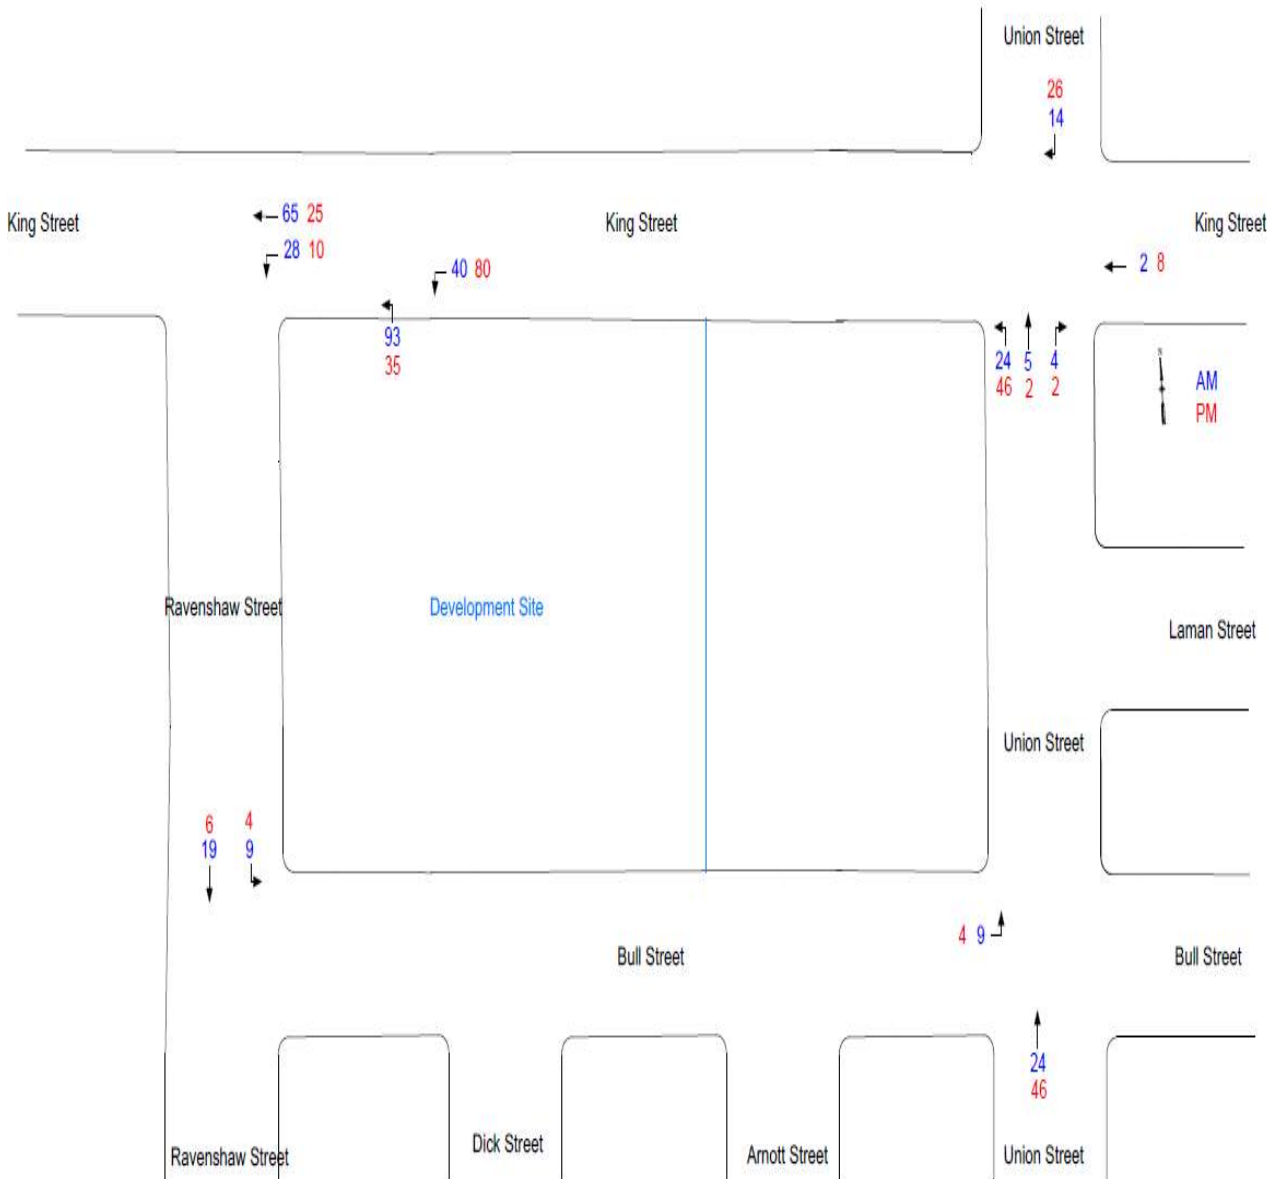 Union Street
26
14
King Street
65 25
King Street
King Street
28 10
40 80
2 8
93
35
24 5 4
46 2 2
AM
PM
Ravenshaw Street
Development Site
Laman Street
Union Street
6 4
19 9
4 9
Bull Street
Bull Street
24
46
Ravenshaw Street
Dick Street
Arnott Street
Union Street